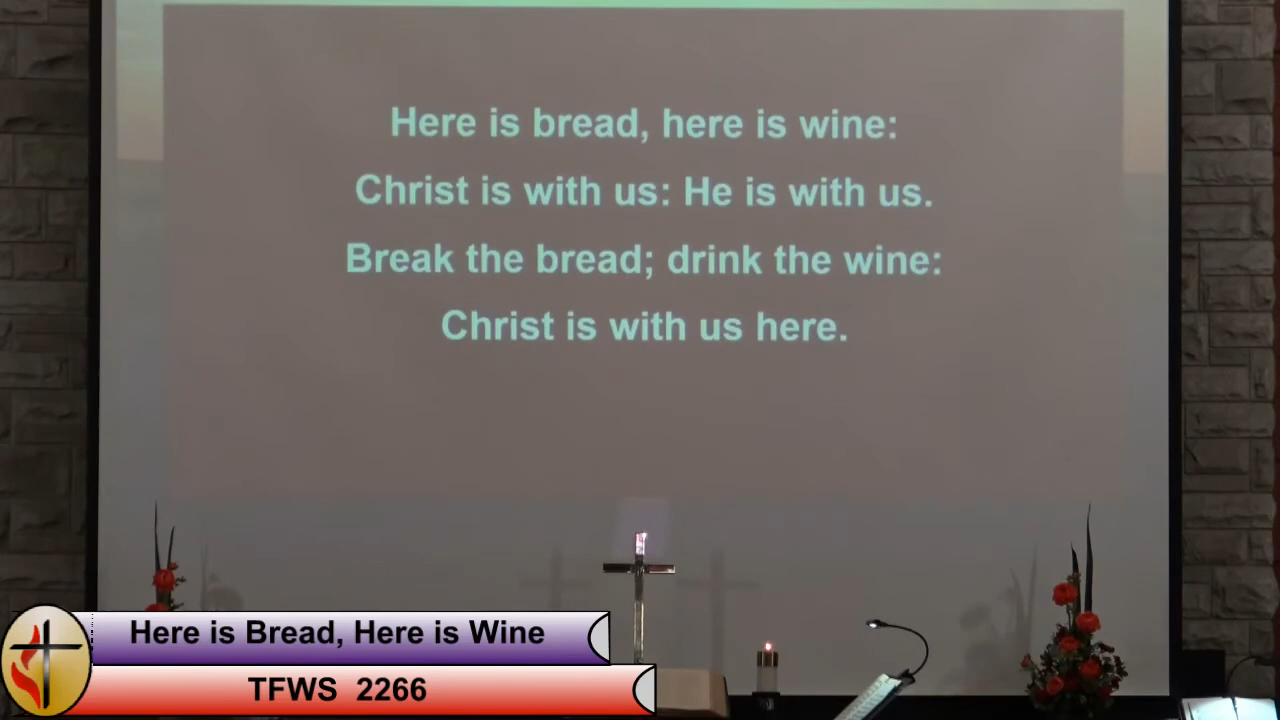 Here is bread, here is wine:
Christ is with us: He is with us.
Break the bread; drink the wine:
Christ is with us here.
Here is Bread, Here is Wine
TFWS 2266